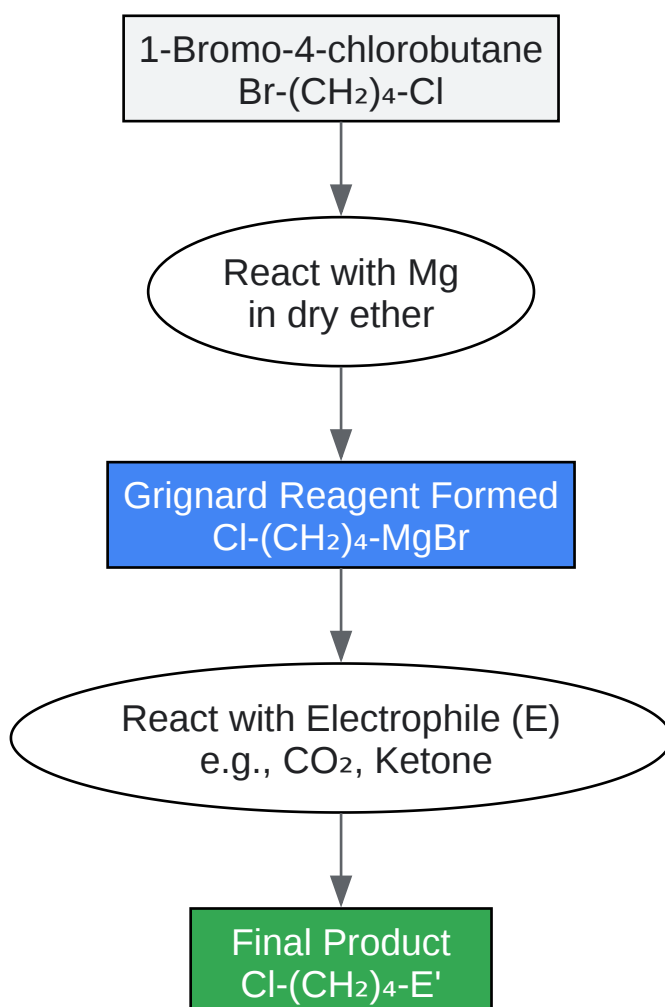 1-Bromo-4-chlorobutane
Br-(CH₂)₄-Cl
React with Mg
in dry ether
Grignard Reagent Formed
Cl-(CH₂)₄-MgBr
React with Electrophile (E)
e.g., CO₂, Ketone
Final Product
Cl-(CH₂)₄-E'